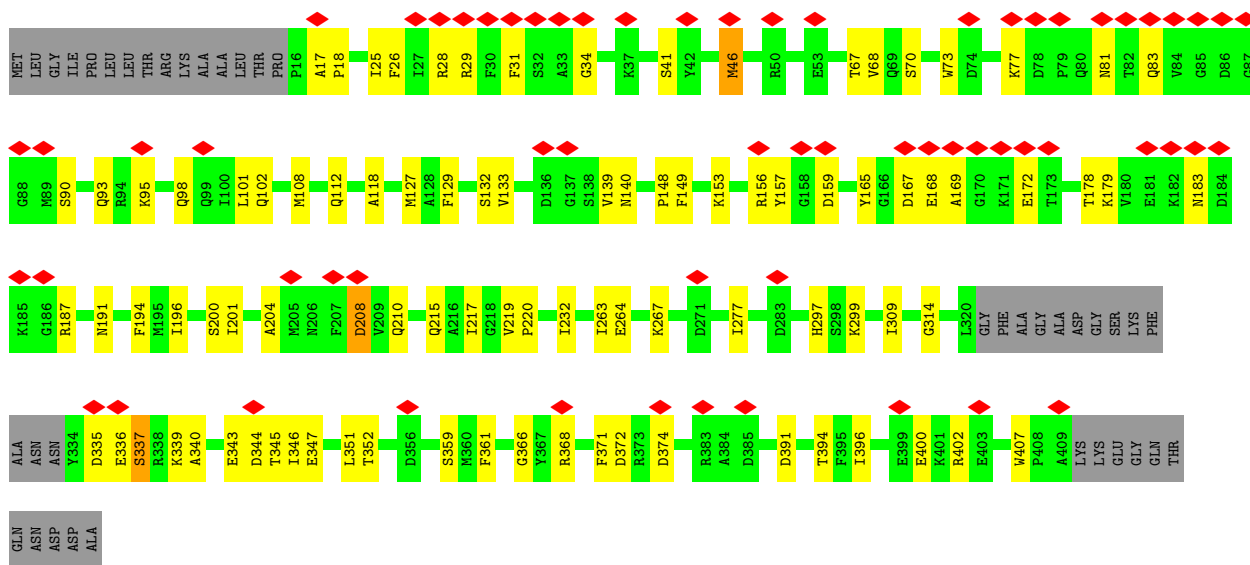 MET LEU GLY ILE PRO LEU LEU THR ARG LYS ALA ALA LEU THR PRO P16 A17 P18 I25 F26 I27 R28 R29 F30 F31 S32 A33 G34 K37 S41 Y42 M46 R50 E53 T67 V68 Q69 S70 W73 D74 K77 D78 P79 Q80 N81 T82 Q83 V84 G85 D86 G87
G88 M89 S90 Q93 R94 K95 Q98 Q99 I100 L101 Q102 M108 Q112 A118 M127 A128 F129 S132 V133 D136 G137 S138 V139 N140 P148 F149 K153 R156 Y157 G158 D159 Y165 G166 D167 E168 A169 G170 K171 E172 T173 T178 K179 V180 E181 K182 N183 D184
K185 G186 R187 N191 F194 M195 I196 S200 I201 A204 M205 N206 F207 D208 V209 Q210 Q215 A216 I217 G218 V219 P220 I232 I263 E264 K267 D271 I277 D283 H297 S298 K299 I309 G314 L320 GLY PHE ALA GLY ALA ASP GLY SER LYS PHE
ALA ASN ASN Y334 D335 E336 S337 R338 K339 A340 E343 D344 T345 I346 E347 L351 T352 D356 S359 M360 F361 G366 Y367 R368 F371 D372 R373 D374 R383 A384 D385 D391 T394 F395 I396 E399 E400 K401 R402 E403 W407 P408 A409 LYS LYS GLU GLY GLN THR
GLN ASN ASP ASP ALA